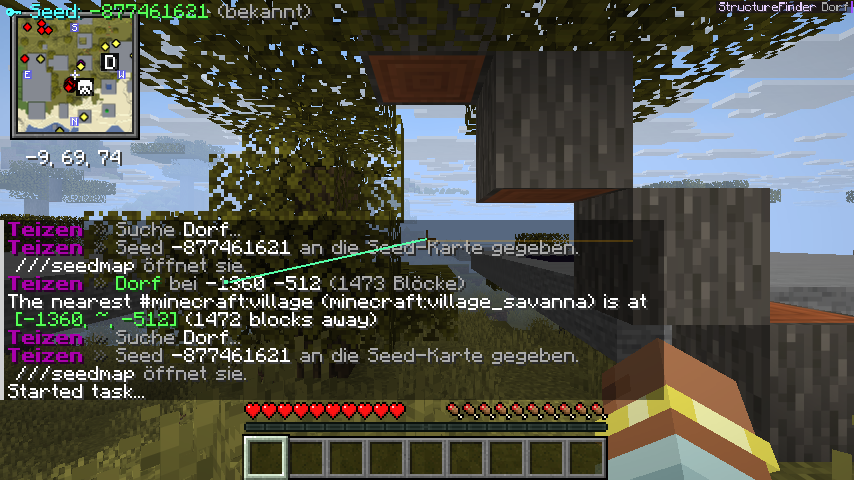 Seed: -877461621 (bekannt)
StructureFinder Dorf
S
D
E
W
N
-9, 69, 74
Teizen » Suche Dorf...
Teizen » Seed -877461621 an die Seed-Karte gegeben.
///seedmap öffnet sie.
Teizen » Dorf bei -1360 -512 (1473 Blöcke)
The nearest #minecraft:village (minecraft:village_savanna) is at
[-1360, ~, -512] (1472 blocks away)
Teizen » Suche Dorf...
Teizen » Seed -877461621 an die Seed-Karte gegeben.
///seedmap öffnet sie.
Started task...